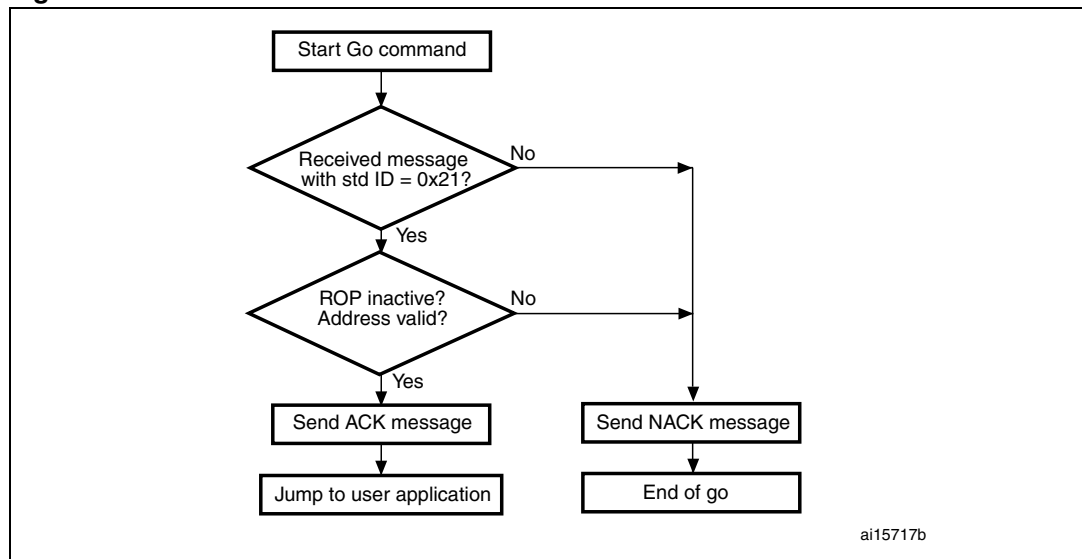 Start Go command
Received message
with std ID = 0x21?
No
Yes
ROP inactive?
Address valid?
No
Yes
Send ACK message
Send NACK message
Jump to user application
End of go
ai15717b